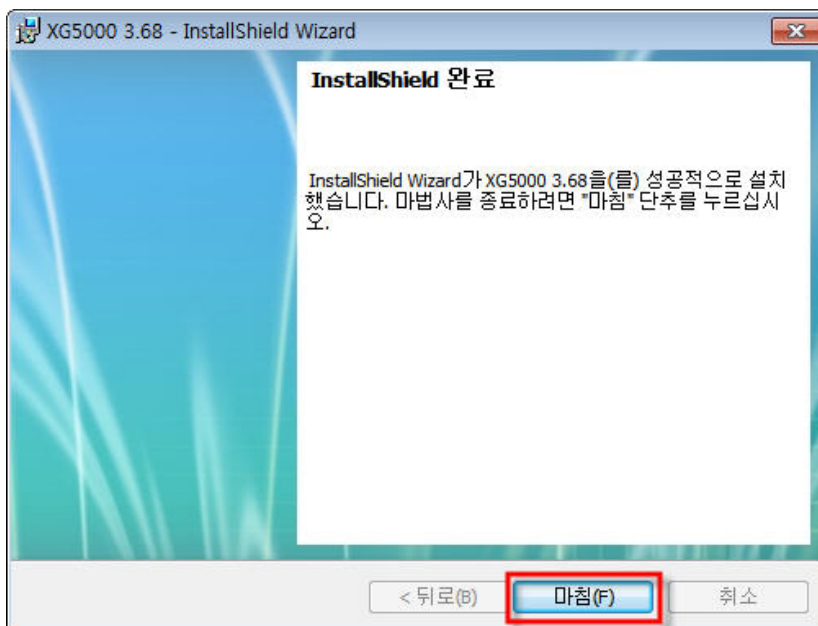 XG5000 3.68 - InstallShield Wizard
InstallShield 완료
InstallShield Wizard가 XG5000 3.68을(를) 성공적으로 설치
했습니다. 마법사를 종료하려면 "마침" 단추를 누르십시
오.
< 뒤로(B) 마침(F) 취소